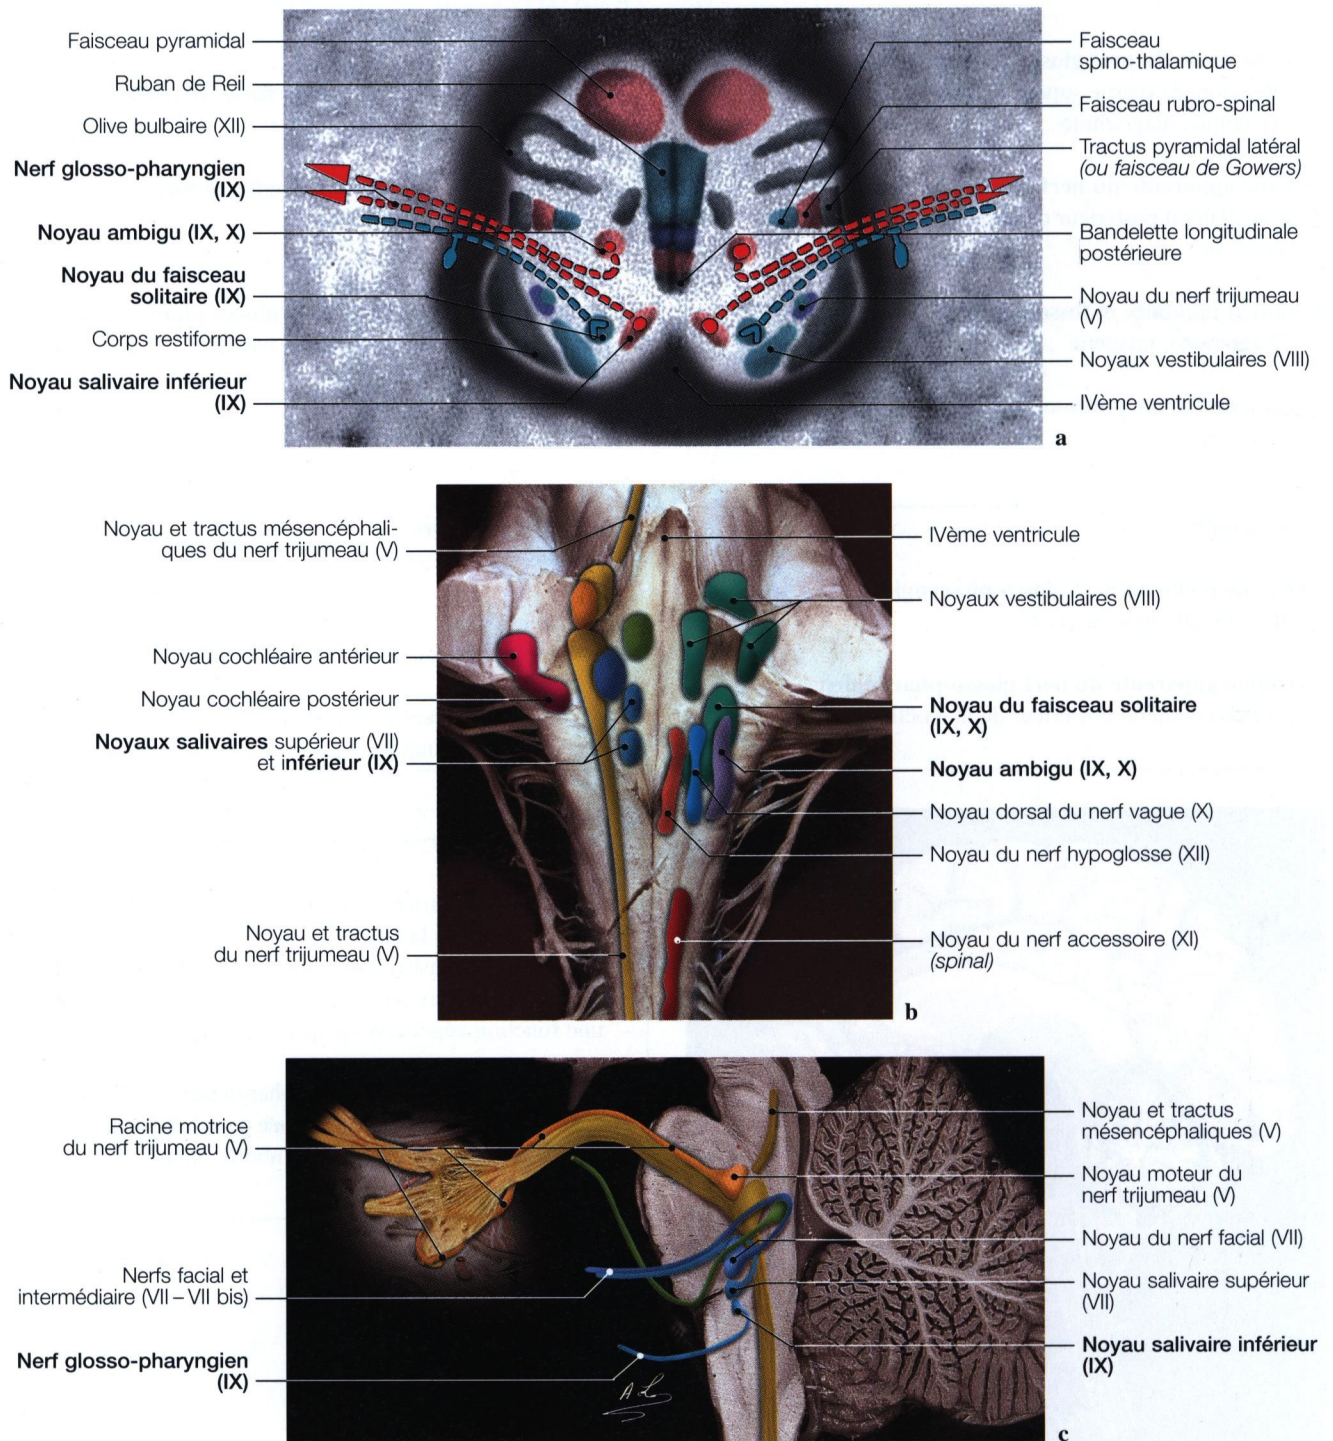 Faisceau pyramidal
Ruban de Reil
Olive bulbaire (XII)
Nerf glosso-pharyngien
(IX)
Noyau ambigu (IX, X)
Noyau du faisceau
solitaire (IX)
Corps restiforme
Noyau salivaire inférieur
(IX)
Faisceau
spino-thalamique
Faisceau rubro-spinal
Tractus pyramidal latéral
(ou faisceau de Gowers)
Bandelette longitudinale
postérieure
Noyau du nerf trijumeau
(V)
Noyaux vestibulaires (VIII)
IVème ventricule
a
Noyau et tractus mésencéphali-
ques du nerf trijumeau (V)
Noyau cochléaire antérieur
Noyau cochléaire postérieur
Noyaux salivaires supérieur (VII)
et inférieur (IX)
Noyau et tractus
du nerf trijumeau (V)
IVème ventricule
Noyaux vestibulaires (VIII)
Noyau du faisceau solitaire
(IX, X)
Noyau ambigu (IX, X)
Noyau dorsal du nerf vague (X)
Noyau du nerf hypoglosse (XII)
Noyau du nerf accessoire (XI)
(spinal)
b
Racine motrice
du nerf trijumeau (V)
Nerfs facial et
intermédiaire (VII – VII bis)
Nerf glosso-pharyngien
(IX)
Noyau et tractus
mésencéphaliques (V)
Noyau moteur du
nerf trijumeau (V)
Noyau du nerf facial (VII)
Noyau salivaire supérieur
(VII)
Noyau salivaire inférieur
(IX)
c